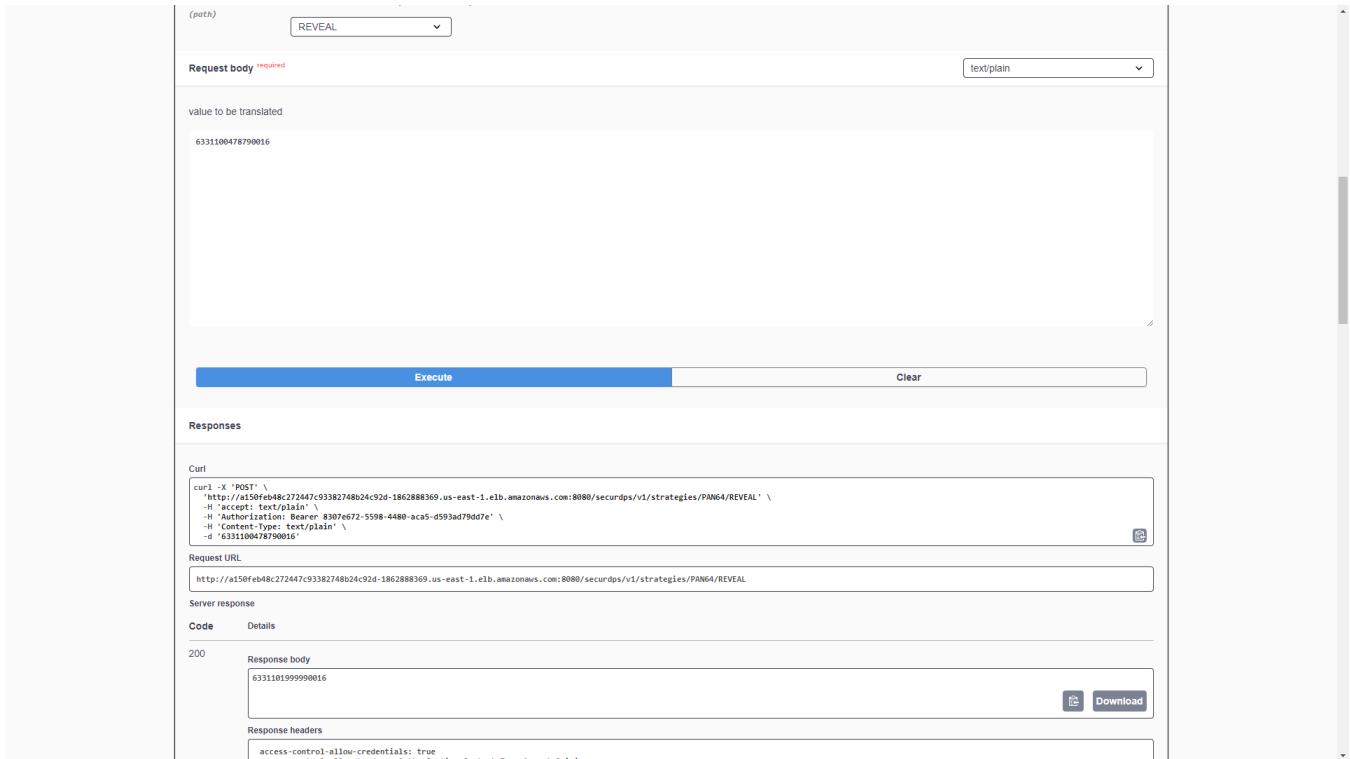 (path)
REVEAL
Request body required
text/plain
value to be translated
6331100478790016
Execute
Clear
Responses
Curl
curl -X 'POST' \
'http://a150feb48c272447c93382748b24c92d-1862888369.us-east-1.elb.amazonaws.com:8080/securdps/v1/strategies/PAN64/REVEAL' \
-H 'accept: text/plain' \
-H 'Authorization: Bearer 8307e672-5598-4480-aca5-d593ad79dd7e' \
-H 'Content-Type: text/plain' \
-d '6331100478790016'
Request URL
http://a150feb48c272447c93382748b24c92d-1862888369.us-east-1.elb.amazonaws.com:8080/securdps/v1/strategies/PAN64/REVEAL
Server response
Code Details
200
Response body
6331101999990016
Download
Response headers
access-control-allow-credentials: true